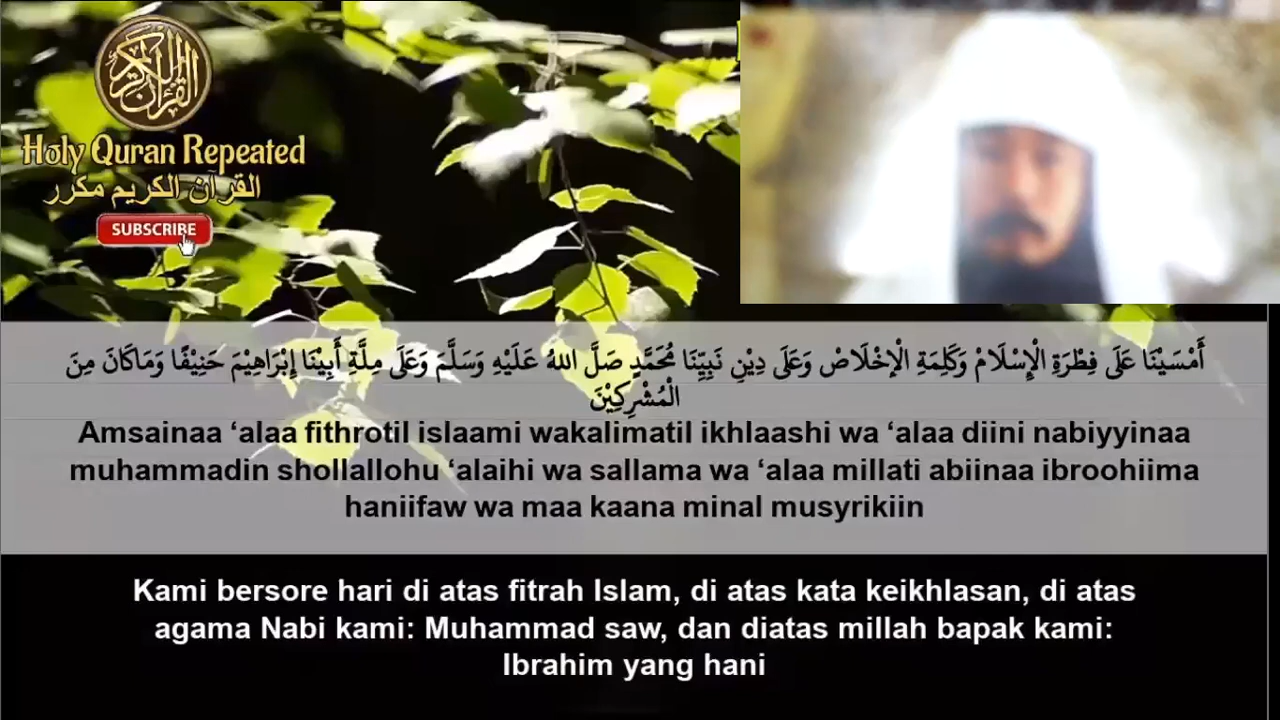 القرآن الكريم
Holy Quran Repeated
القرآن الكريم مكرر
SUBSCRIBE
أَمْسَيْنَا عَلَى فِطْرَةِ الْإِسْلَامْ وَكَلِمَةِ الْإِخْلَاصْ وَعَلَى دِيْنِ نَبِيِّنَا مُحَمَّدٍ صَلَّ اللهُ عَلَيْهِ وَسَلَّمَ وَعَلَى مِلَّةِ أَبِيْنَا إِبْرَاهِيْمَ حَنِيْفًا وَمَاكَانَ مِنَ
الْمُشْرِكِيْنَ
Amsainaa ‘alaa fithrotil islaami wakalimatil ikhlaashi wa ‘alaa diini nabiyyinaa
muhammadin shollallohu ‘alaihi wa sallama wa ‘alaa millati abiinaa ibroohiima
haniifaw wa maa kaana minal musyrikiin
Kami bersore hari di atas fitrah Islam, di atas kata keikhlasan, di atas
agama Nabi kami: Muhammad saw, dan diatas millah bapak kami:
Ibrahim yang hani